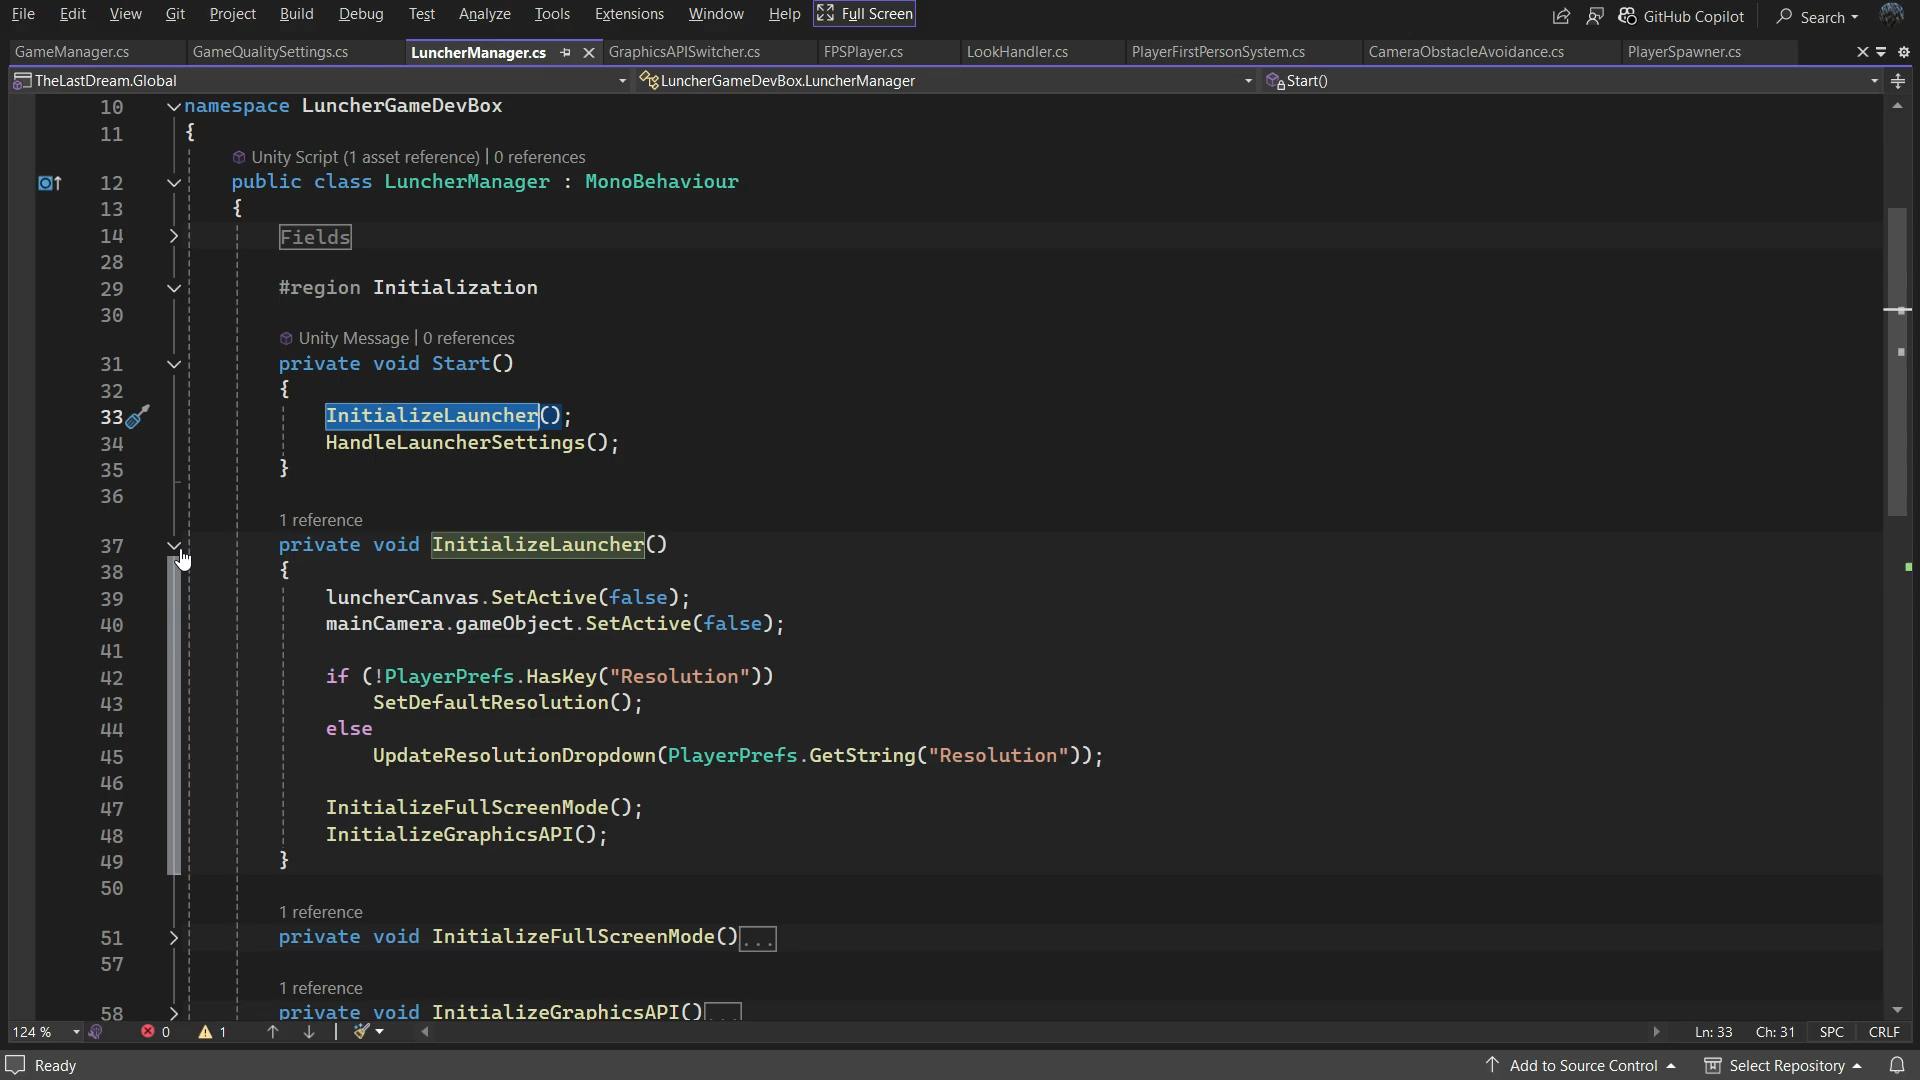 File Edit View Git Project Build Debug Test Analyze Tools Extensions Window Help Full Screen GitHub Copilot Search
GameManager.cs GameQualitySettings.cs LuncherManager.cs GraphicsAPISwitcher.cs FPSPlayer.cs LookHandler.cs PlayerFirstPersonSystem.cs CameraObstacleAvoidance.cs PlayerSpawner.cs
TheLastDream.Global LuncherGameDevBox.LuncherManager Start()
10 namespace LuncherGameDevBox
11 {
Unity Script (1 asset reference) | 0 references
12 public class LuncherManager : MonoBehaviour
13 {
14 Fields
28
29 #region Initialization
30
Unity Message | 0 references
31 private void Start()
32 {
33 InitializeLauncher();
34 HandleLauncherSettings();
35 }
36
1 reference
37 private void InitializeLauncher()
38 {
39 luncherCanvas.SetActive(false);
40 mainCamera.gameObject.SetActive(false);
41
42 if (!PlayerPrefs.HasKey("Resolution"))
43 SetDefaultResolution();
44 else
45 UpdateResolutionDropdown(PlayerPrefs.GetString("Resolution"));
46
47 InitializeFullScreenMode();
48 InitializeGraphicsAPI();
49 }
50
1 reference
51 private void InitializeFullScreenMode()...
57
1 reference
58 private void InitializeGraphicsAPI()...
124 % 0 1 Ln: 33 Ch: 31 SPC CRLF
Ready Add to Source Control Select Repository